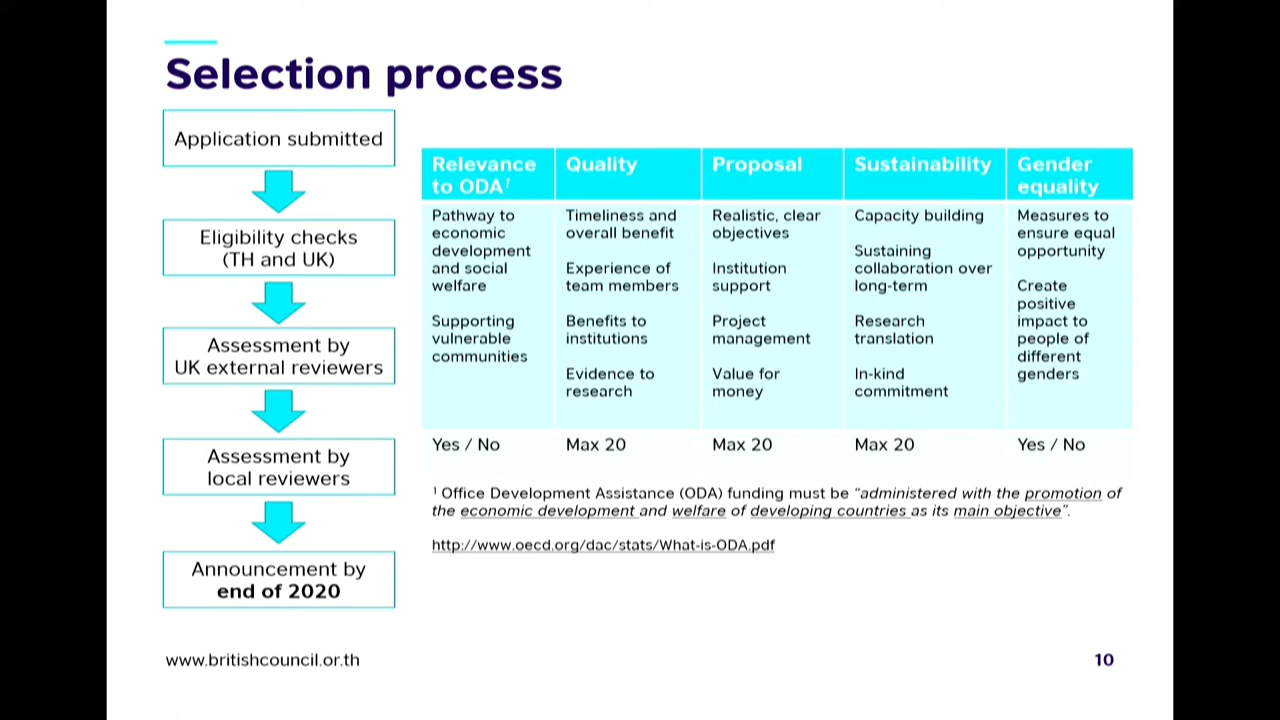 Selection process
Application submitted
Eligibility checks
(TH and UK)
Assessment by
UK external reviewers
Assessment by
local reviewers
Announcement by
end of 2020
Relevance
to ODA¹
Pathway to
economic
development
and social
welfare
Supporting
vulnerable
communities
Yes / No
Quality
Timeliness and
overall benefit
Experience of
team members
Benefits to
institutions
Evidence to
research
Max 20
Proposal
Realistic, clear
objectives
Institution
support
Project
management
Value for
money
Max 20
Sustainability
Capacity building
Sustaining
collaboration over
long-term
Research
translation
In-kind
commitment
Max 20
Gender
equality
Measures to
ensure equal
opportunity
Create
positive
impact to
people of
different
genders
Yes / No
¹ Office Development Assistance (ODA) funding must be “administered with the promotion of
the economic development and welfare of developing countries as its main objective”.
http://www.oecd.org/dac/stats/What-is-ODA.pdf
www.britishcouncil.or.th
10